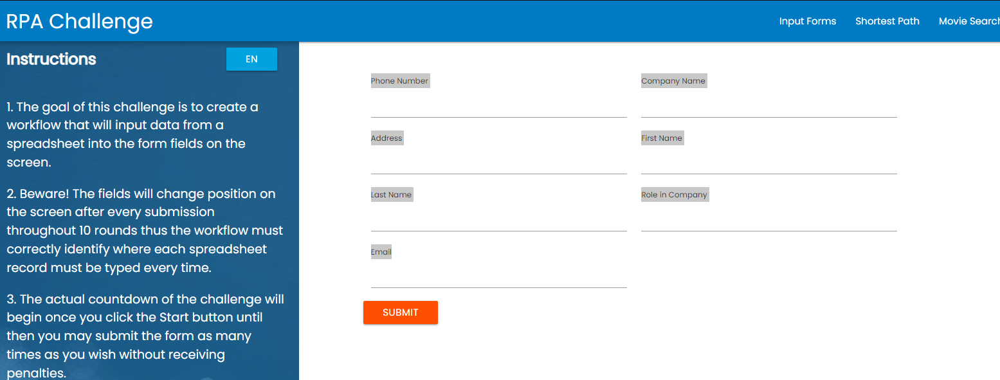 RPA Challenge
Input Forms
Shortest Path
Movie Search
Instructions
EN
1. The goal of this challenge is to create a
workflow that will input data from a
spreadsheet into the form fields on the
screen.
2. Beware! The fields will change position on
the screen after every submission
throughout 10 rounds thus the workflow must
correctly identify where each spreadsheet
record must be typed every time.
3. The actual countdown of the challenge will
begin once you click the Start button until
then you may submit the form as many
times as you wish without receiving
penalties.
Phone Number
Company Name
Address
First Name
Last Name
Role in Company
Email
SUBMIT